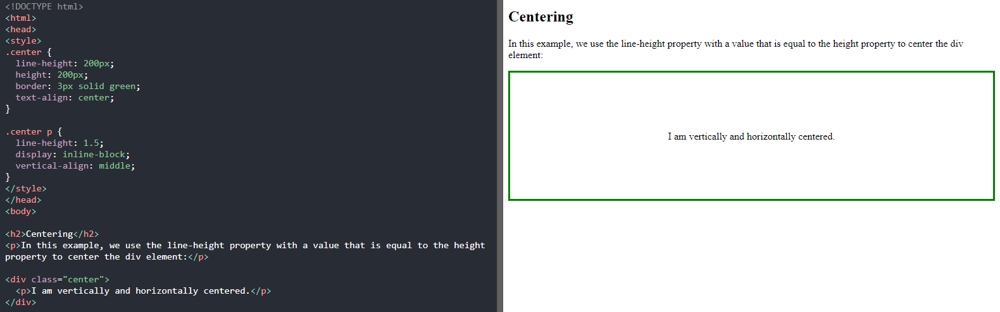 <!DOCTYPE html>
<html>
<head>
<style>
.center {
  line-height: 200px;
  height: 200px;
  border: 3px solid green;
  text-align: center;
}

.center p {
  line-height: 1.5;
  display: inline-block;
  vertical-align: middle;
}
</style>
</head>
<body>

<h2>Centering</h2>
<p>In this example, we use the line-height property with a value that is equal to the height
property to center the div element:</p>

<div class="center">
  <p>I am vertically and horizontally centered.</p>
</div>
Centering
In this example, we use the line-height property with a value that is equal to the height property to center the div
element:
I am vertically and horizontally centered.